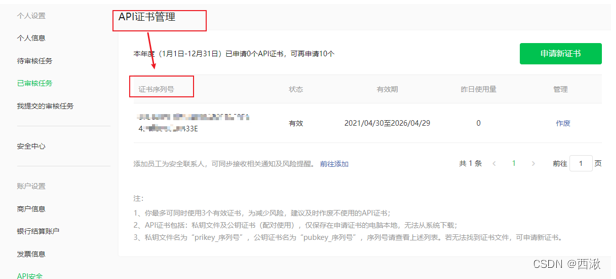 个人设置
个人信息
待审核任务
已审核任务
我提交的审核任务
安全中心
账户设置
商户信息
银行结算账户
发票信息
API安全
API证书管理
本年度（1月1日-12月31日）已申请0个API证书，可再申请10个
申请新证书
证书序列号 状态 有效期 昨日使用量 管理
有效 2021/04/30至2026/04/29 0 作废
433E
添加员工为安全联系人，可同步接收相关通知及风险提醒。 前往添加
共 1 条 1 前往 1 页
注：
1、你最多可同时使用3个有效证书，为减少风险，建议及时作废不使用的API证书；
2、API证书包括：私钥文件及公钥证书（配对使用），仅保存在申请证书的电脑本地，无法从系统下载；
3、私钥文件名为“prikey_序列号”，公钥证书名为“pubkey_序列号”，序列号请查看上述列表。若无法找到证书文件，可申请新证书。
CSDN @西湫